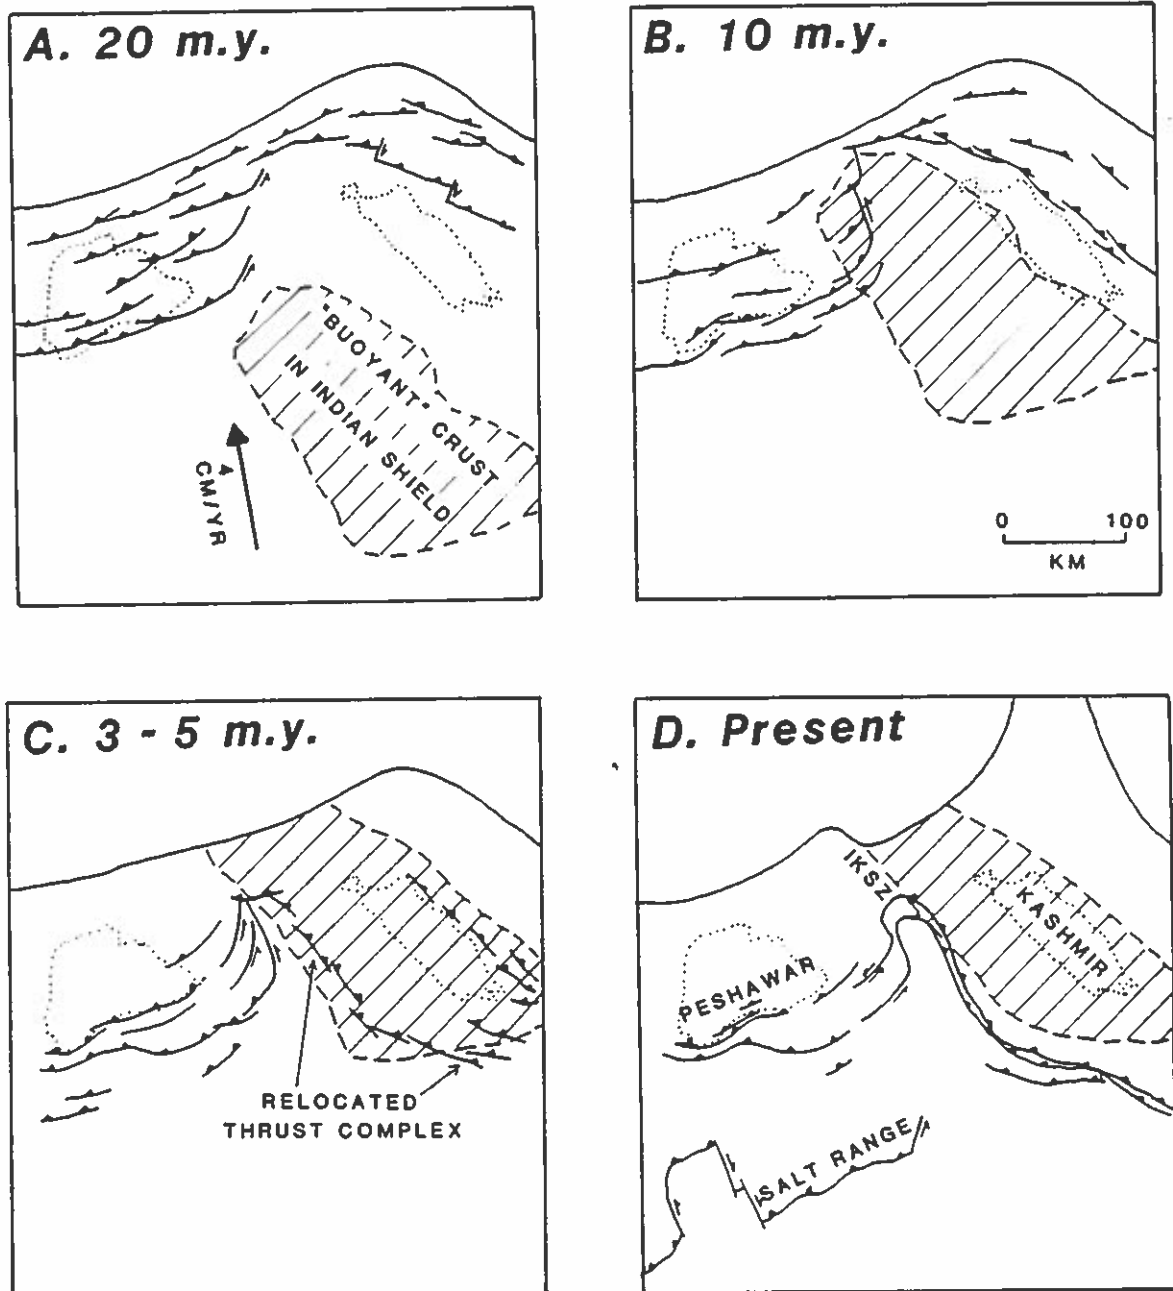 A. 20 m.y.
"BUOYANT" CRUST
IN INDIAN SHIELD
4
CM/YR
B. 10 m.y.
0 100
KM
C. 3 - 5 m.y.
RELOCATED
THRUST COMPLEX
D. Present
IKSZ
KASHMIR
PESHAWAR
SALT RANGE